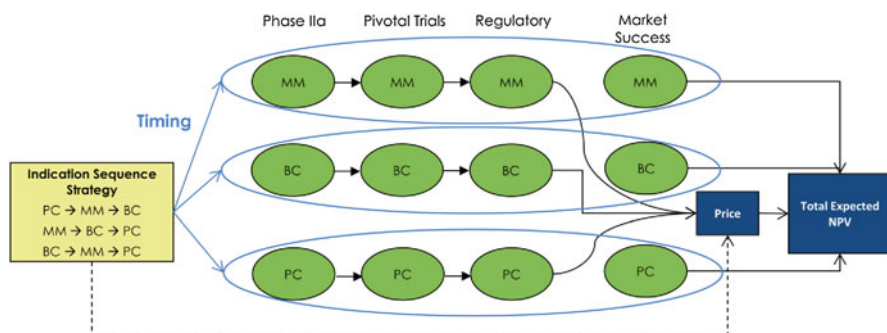 Phase IIa Pivotal Trials Regulatory Market
Success
MM MM MM MM
Timing
BC BC BC BC
Indication Sequence
Strategy
PC → MM → BC
MM → BC → PC
BC → MM → PC
Price
Total Expected
NPV
PC PC PC PC